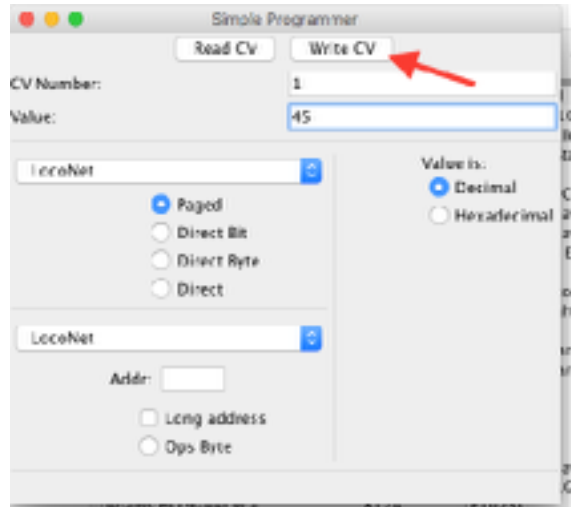 Simple Programmer
Read CV Write CV
CV Number: 1
Value: 45
LocoNet
Value is:
Paged
Decimal
Direct Bit
Hexadecimal
Direct Byte
Direct
LocoNet
Addr:
Long address
Ops Byte